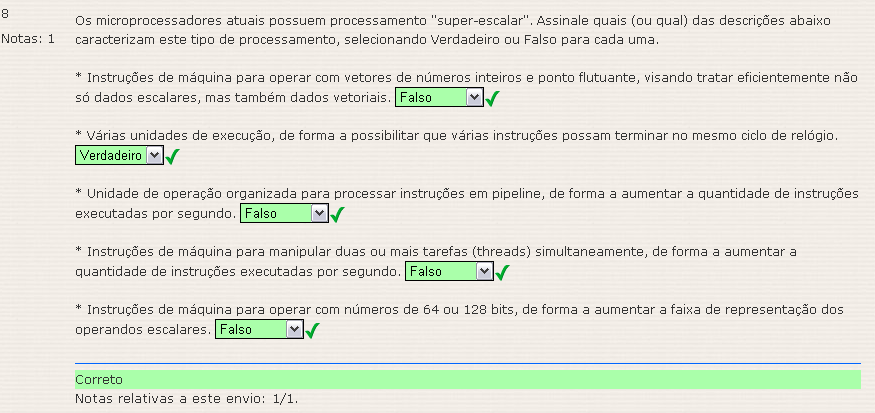 8
Notas: 1
Os microprocessadores atuais possuem processamento "super-escalar". Assinale quais (ou qual) das descrições abaixo
caracterizam este tipo de processamento, selecionando Verdadeiro ou Falso para cada uma.
* Instruções de máquina para operar com vetores de números inteiros e ponto flutuante, visando tratar eficientemente não
só dados escalares, mas também dados vetoriais. Falso
* Várias unidades de execução, de forma a possibilitar que várias instruções possam terminar no mesmo ciclo de relógio.
Verdadeiro
* Unidade de operação organizada para processar instruções em pipeline, de forma a aumentar a quantidade de instruções
executadas por segundo. Falso
* Instruções de máquina para manipular duas ou mais tarefas (threads) simultaneamente, de forma a aumentar a
quantidade de instruções executadas por segundo. Falso
* Instruções de máquina para operar com números de 64 ou 128 bits, de forma a aumentar a faixa de representação dos
operandos escalares. Falso
Correto
Notas relativas a este envio: 1/1.